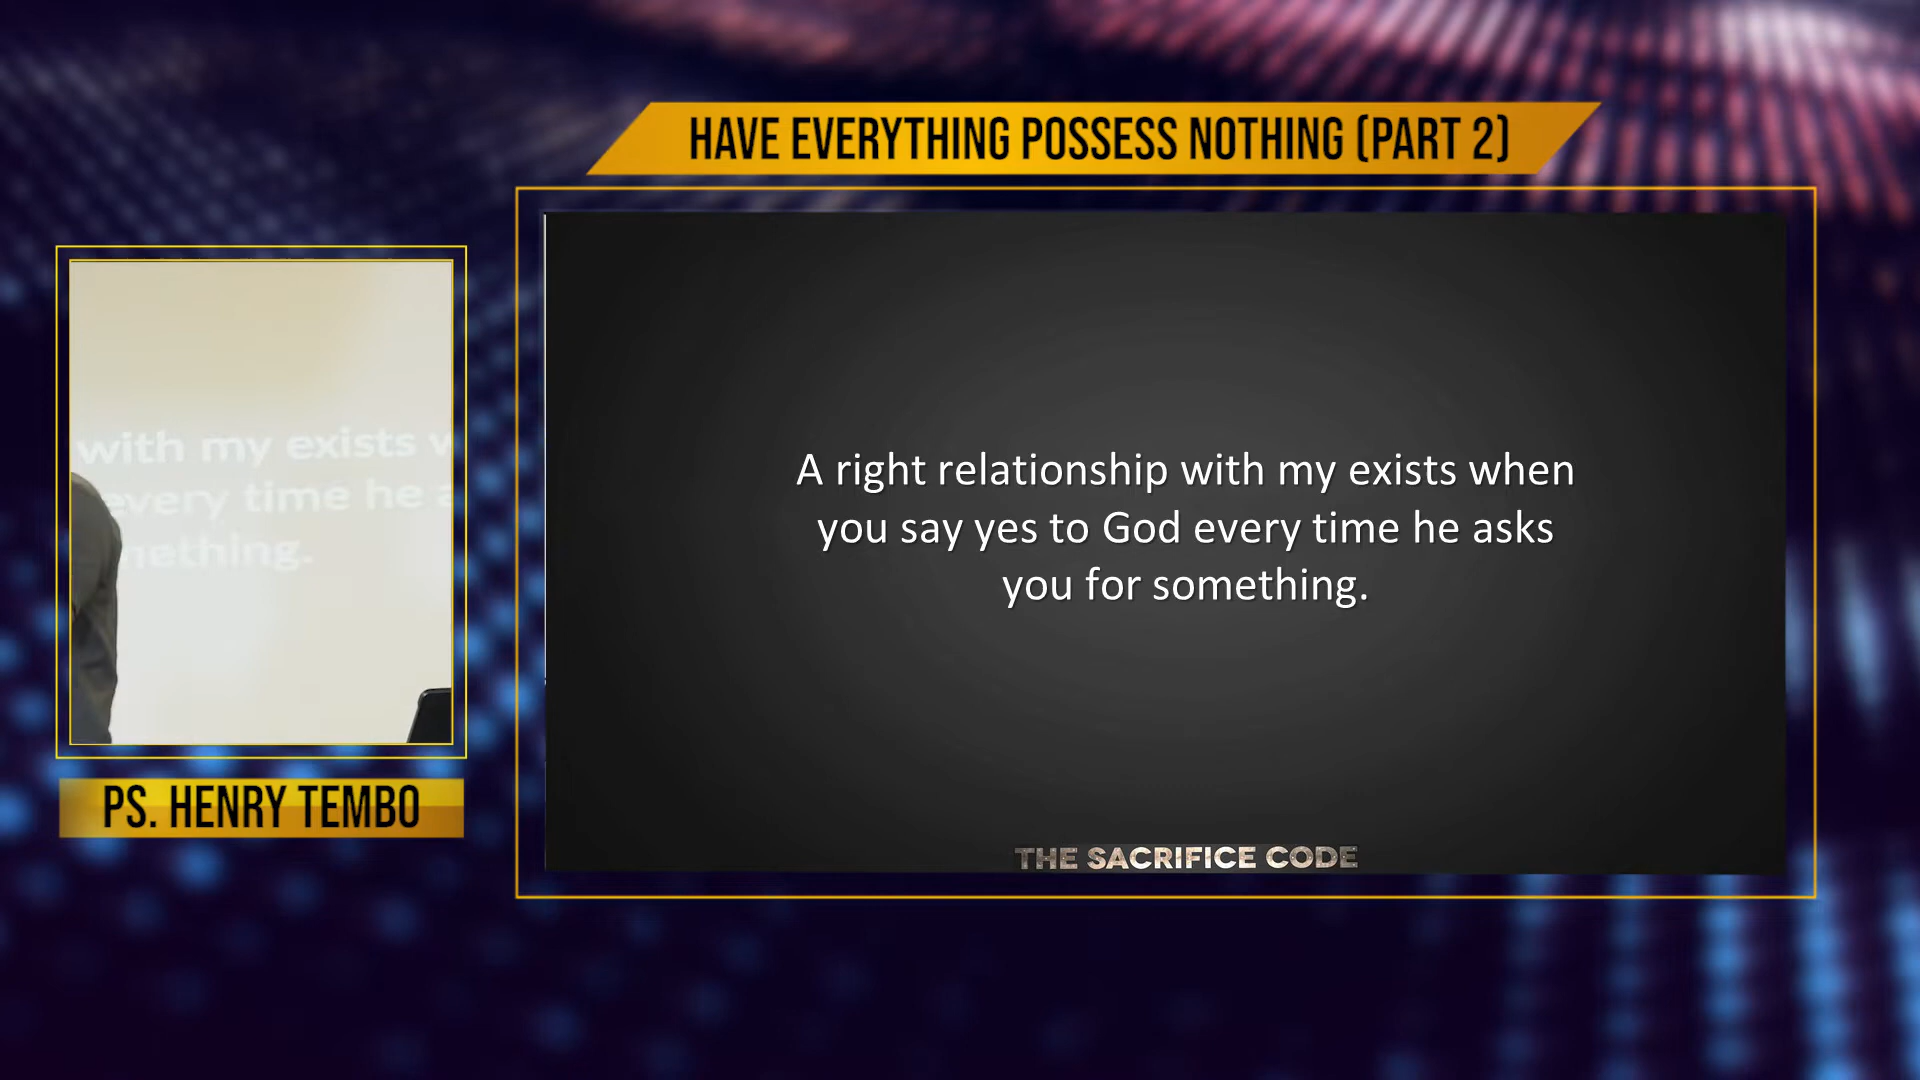 HAVE EVERYTHING POSSESS NOTHING (PART 2)
with my exists
every time he
mething.
PS. HENRY TEMBO
A right relationship with my exists when
you say yes to God every time he asks
you for something.
THE SACRIFICE CODE